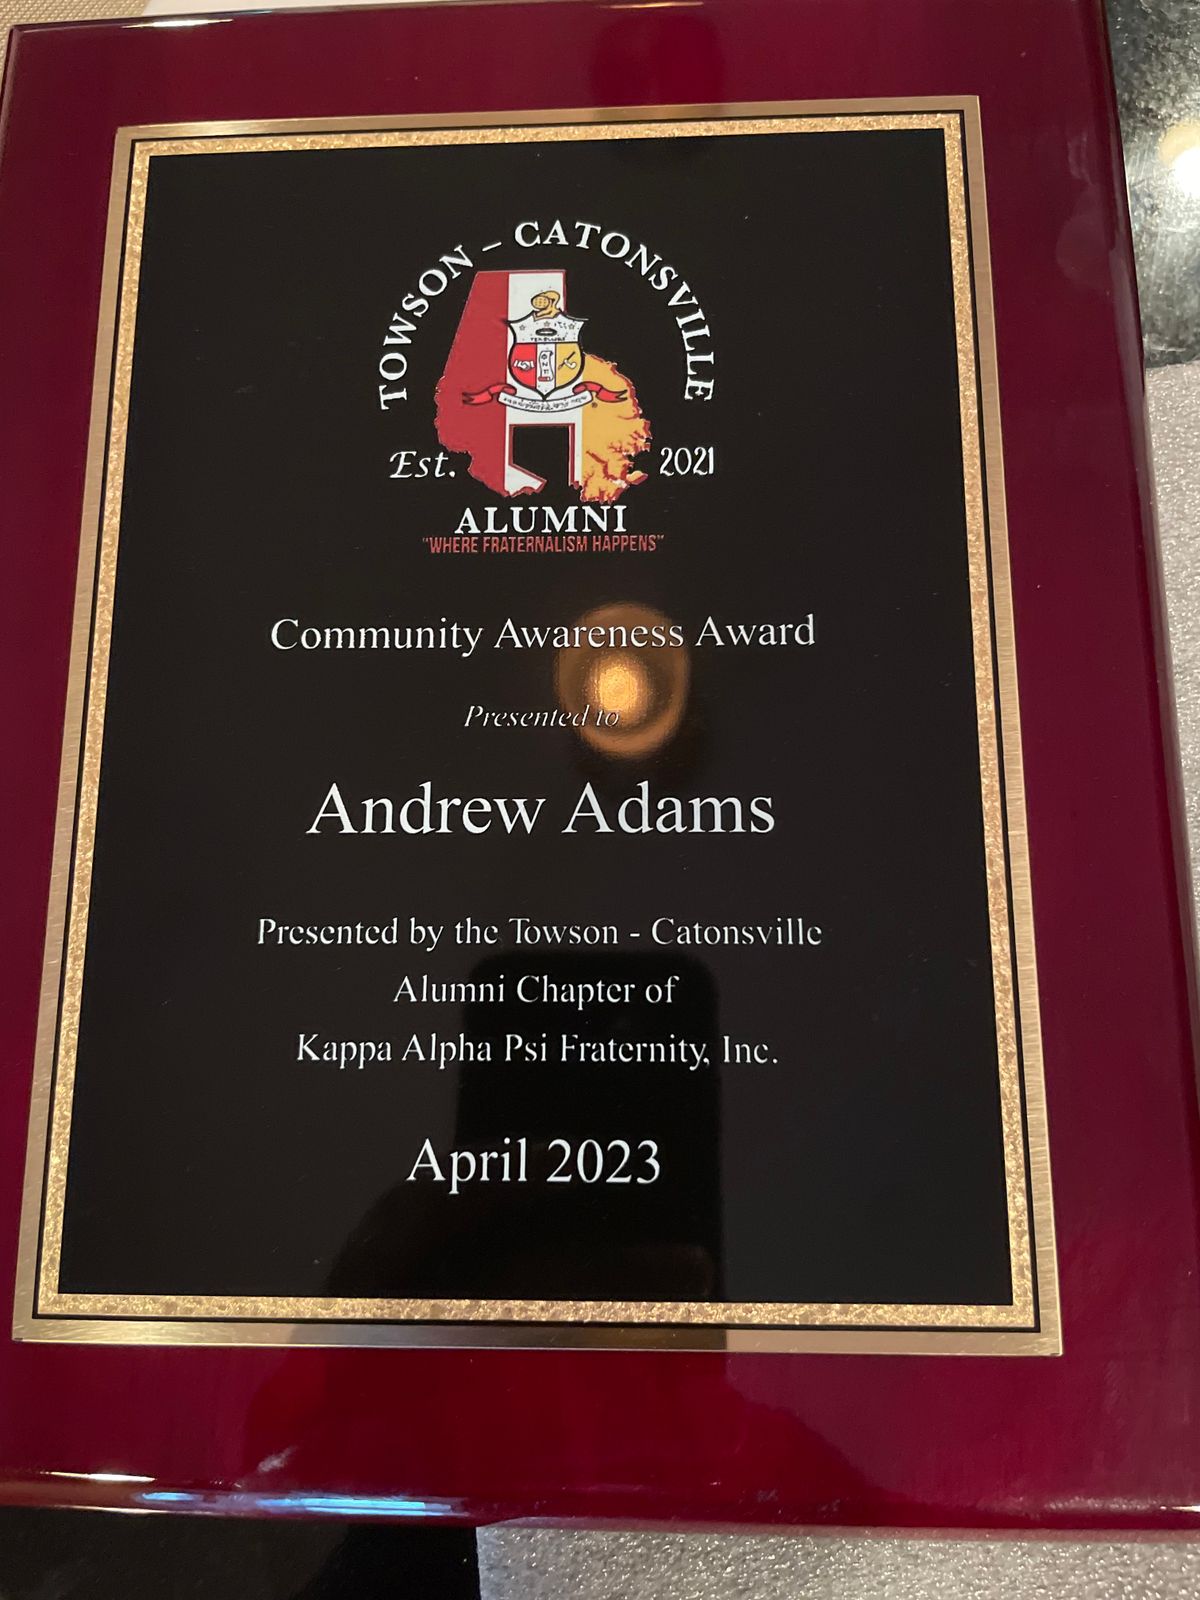 TOWSON – CATONSVILLE
Est. 2021
ALUMNI
"WHERE FRATERNALISM HAPPENS"
Community Awareness Award
Presented to
Andrew Adams
Presented by the Towson - Catonsville
Alumni Chapter of
Kappa Alpha Psi Fraternity, Inc.
April 2023